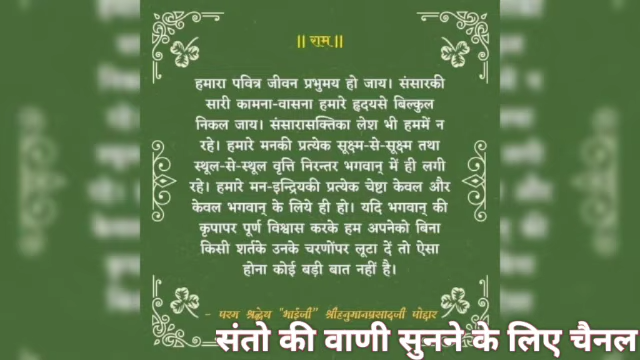 || राम ||
हमारा पवित्र जीवन प्रभुमय हो जाय। संसारकी
सारी कामना-वासना हमारे हृदयसे बिल्कुल
निकल जाय। संसारासक्तिका लेश भी हममें न
रहे। हमारे मनकी प्रत्येक सूक्ष्म-से-सूक्ष्म तथा
स्थूल-से-स्थूल वृत्ति निरन्तर भगवान् में ही लगी
रहे। हमारे मन-इन्द्रियकी प्रत्येक चेष्टा केवल और
केवल भगवान् के लिये ही हो। यदि भगवान् की
कृपापर पूर्ण विश्वास करके हम अपनेको बिना
किसी शर्तके उनके चरणोंपर लूटा दें तो ऐसा
होना कोई बड़ी बात नहीं है।
- परम श्रद्धेय "भाईजी" श्रीहनुमानप्रसादजी पोद्दार
संतो की वाणी सुनने के लिए चैनल